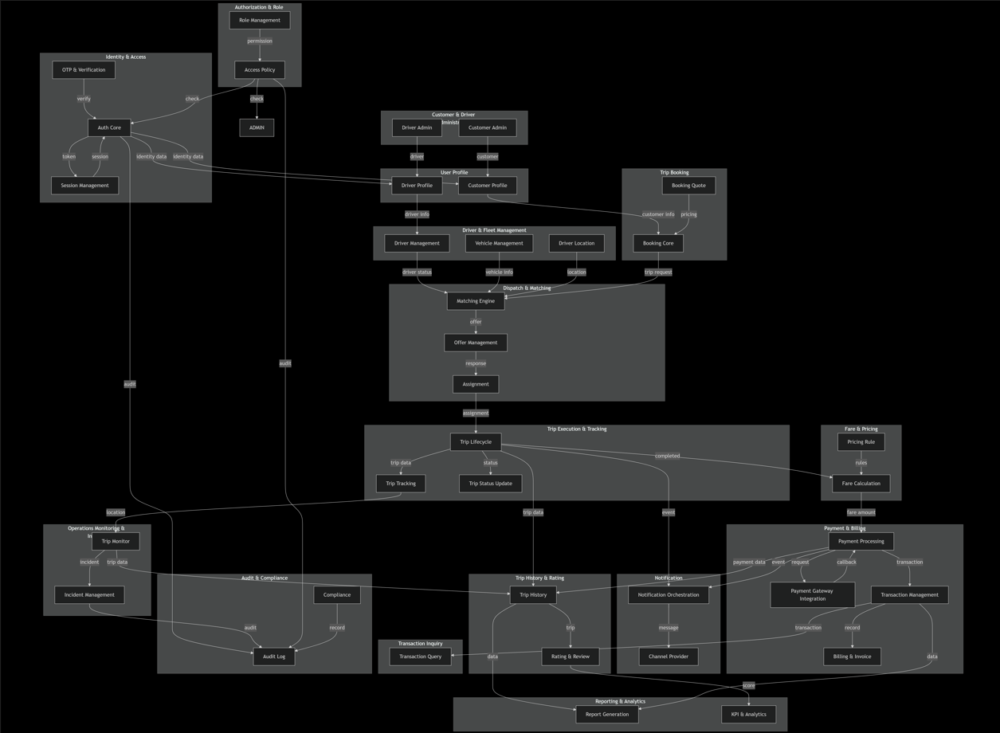 Authorization & Role
Role Management
permission
Identity & Access
OTP & Verification
Access Policy
verify
check
check
Customer & Driver
Driver Admin
Customer Admin
Auth Core
ADMIN
token
session
identity data
identity data
driver
customer
User Profile
Trip Booking
Session Management
Driver Profile
Customer Profile
Booking Quote
driver info
customer info
pricing
Driver & Fleet Management
Driver Management
Vehicle Management
Driver Location
Booking Core
driver status
vehicle info
location
trip request
Dispatch & Matching
Matching Engine
offer
Offer Management
response
audit
audit
Assignment
assignment
Trip Execution & Tracking
Fare & Pricing
Trip Lifecycle
Pricing Rule
trip data
status
completed
rules
Trip Tracking
Trip Status Update
Fare Calculation
location
trip data
event
fare amount
Operations Monitoring &
Payment & Billing
Trip Monitor
Payment Processing
incident
trip data
payment data
event
request
callback
transaction
Audit & Compliance
Trip History & Rating
Notification
Incident Management
Compliance
Trip History
Notification Orchestration
Payment Gateway
Integration
Transaction Management
audit
record
trip
message
transaction
record
Transaction Inquiry
Audit Log
Transaction Query
data
Rating & Review
Channel Provider
Billing & Invoice
data
score
Reporting & Analytics
Report Generation
KPI & Analytics